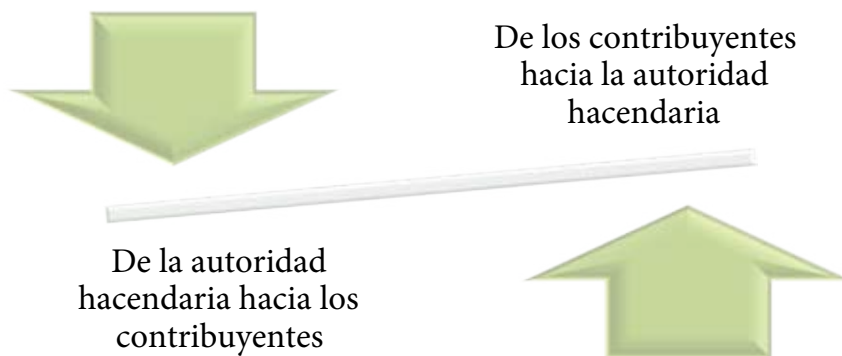 De los contribuyentes
hacia la autoridad
hacendaria
De la autoridad
hacendaria hacia los
contribuyentes